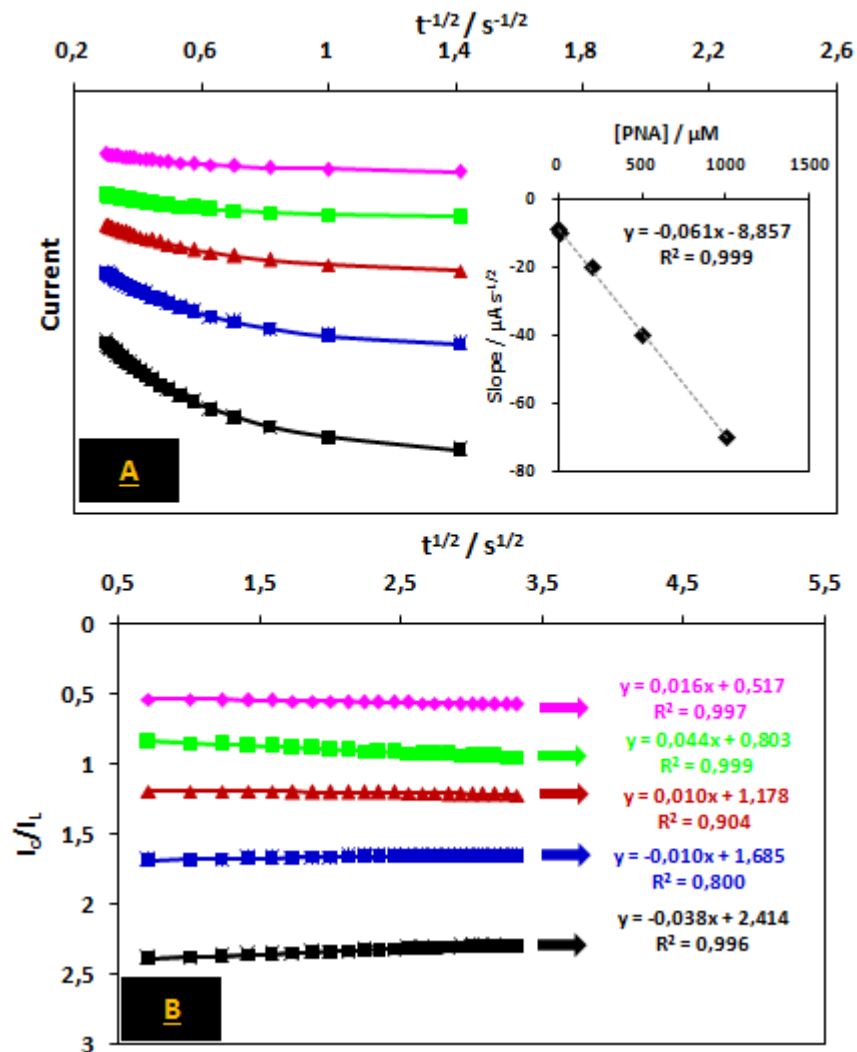 t-1/2 / s-1/2
0,2 0,6 1 1,4 1,8 2,2 2,6
Current
[PNA] / µM
0 500 1000 1500
0
-20
-40
-60
-80
Slope / µA s-1/2
y = -0,061x - 8,857
R² = 0,999
A
t1/2 / s1/2
0,5 1,5 2,5 3,5 4,5 5,5
0
0,5
1
1,5
2
2,5
3
IC/IL
y = 0,016x + 0,517
R² = 0,997
y = 0,044x + 0,803
R² = 0,999
y = 0,010x + 1,178
R² = 0,904
y = -0,010x + 1,685
R² = 0,800
y = -0,038x + 2,414
R² = 0,996
B